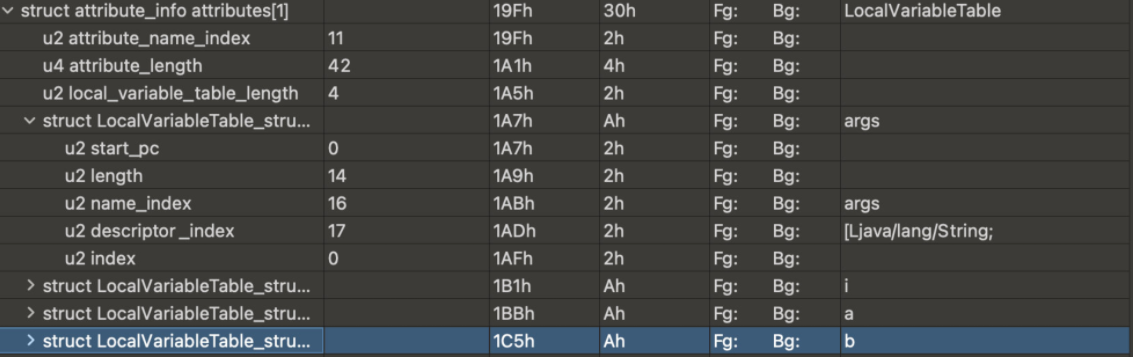 struct attribute_info attributes[1] 19Fh 30h Fg: Bg: LocalVariableTable
u2 attribute_name_index 11 19Fh 2h Fg: Bg:
u4 attribute_length 42 1A1h 4h Fg: Bg:
u2 local_variable_table_length 4 1A5h 2h Fg: Bg:
struct LocalVariableTable_stru... 1A7h Ah Fg: Bg: args
u2 start_pc 0 1A7h 2h Fg: Bg:
u2 length 14 1A9h 2h Fg: Bg:
u2 name_index 16 1ABh 2h Fg: Bg: args
u2 descriptor_index 17 1ADh 2h Fg: Bg: [Ljava/lang/String;
u2 index 0 1AFh 2h Fg: Bg:
struct LocalVariableTable_stru... 1B1h Ah Fg: Bg: i
struct LocalVariableTable_stru... 1BBh Ah Fg: Bg: a
struct LocalVariableTable_stru... 1C5h Ah Fg: Bg: b